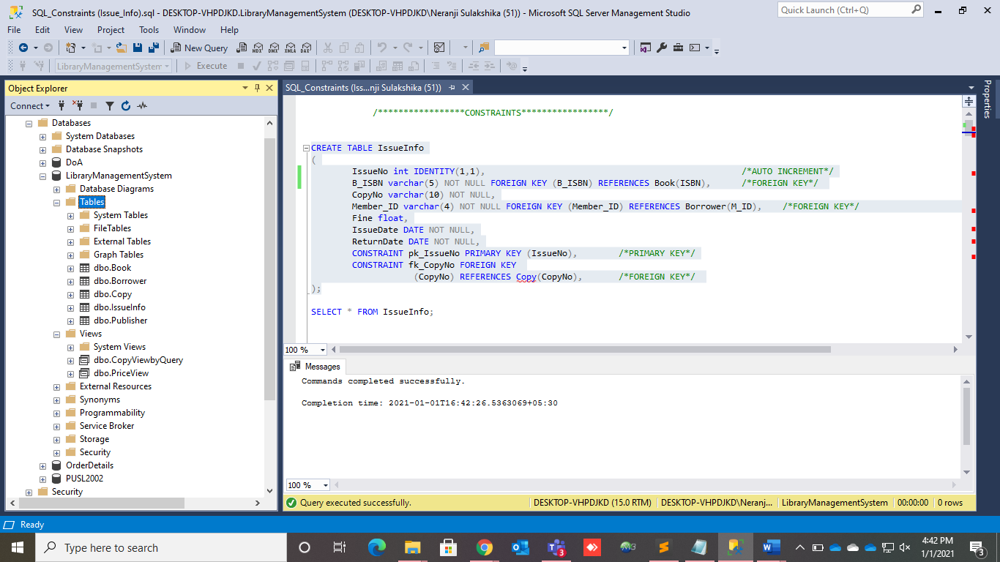 SQL_Constraints (Issue_Info).sql - DESKTOP-VHPDJKD.LibraryManagementSystem (DESKTOP-VHPDJKD\Neranji Sulakshika (51)) - Microsoft SQL Server Management Studio
Quick Launch (Ctrl+Q)
File Edit View Project Tools Window Help
New Query MDX DMX XMLA DAX
LibraryManagementSystem Execute
Object Explorer
Connect
Databases
System Databases
Database Snapshots
DoA
LibraryManagementSystem
Database Diagrams
Tables
System Tables
FileTables
External Tables
Graph Tables
dbo.Book
dbo.Borrower
dbo.Copy
dbo.IssueInfo
dbo.Publisher
Views
System Views
dbo.CopyViewbyQuery
dbo.PriceView
External Resources
Synonyms
Programmability
Service Broker
Storage
Security
OrderDetails
PUSL2002
Security
SQL_Constraints (Iss...nji Sulakshika (51))
Properties
/*****************CONSTRAINTS*****************/
CREATE TABLE IssueInfo
(
IssueNo int IDENTITY(1,1), /*AUTO INCREMENT*/
B_ISBN varchar(5) NOT NULL FOREIGN KEY (B_ISBN) REFERENCES Book(ISBN), /*FOREIGN KEY*/
CopyNo varchar(10) NOT NULL,
Member_ID varchar(4) NOT NULL FOREIGN KEY (Member_ID) REFERENCES Borrower(M_ID), /*FOREIGN KEY*/
Fine float,
IssueDate DATE NOT NULL,
ReturnDate DATE NOT NULL,
CONSTRAINT pk_IssueNo PRIMARY KEY (IssueNo), /*PRIMARY KEY*/
CONSTRAINT fk_CopyNo FOREIGN KEY
(CopyNo) REFERENCES Copy(CopyNo), /*FOREIGN KEY*/
);
SELECT * FROM IssueInfo;
100 %
Messages
Commands completed successfully.
Completion time: 2021-01-01T16:42:26.5363069+05:30
100 %
Query executed successfully. DESKTOP-VHPDJKD (15.0 RTM) DESKTOP-VHPDJKD\Neranj... LibraryManagementSystem 00:00:00 0 rows
Ready
Type here to search
3
4:42 PM
1/1/2021
3